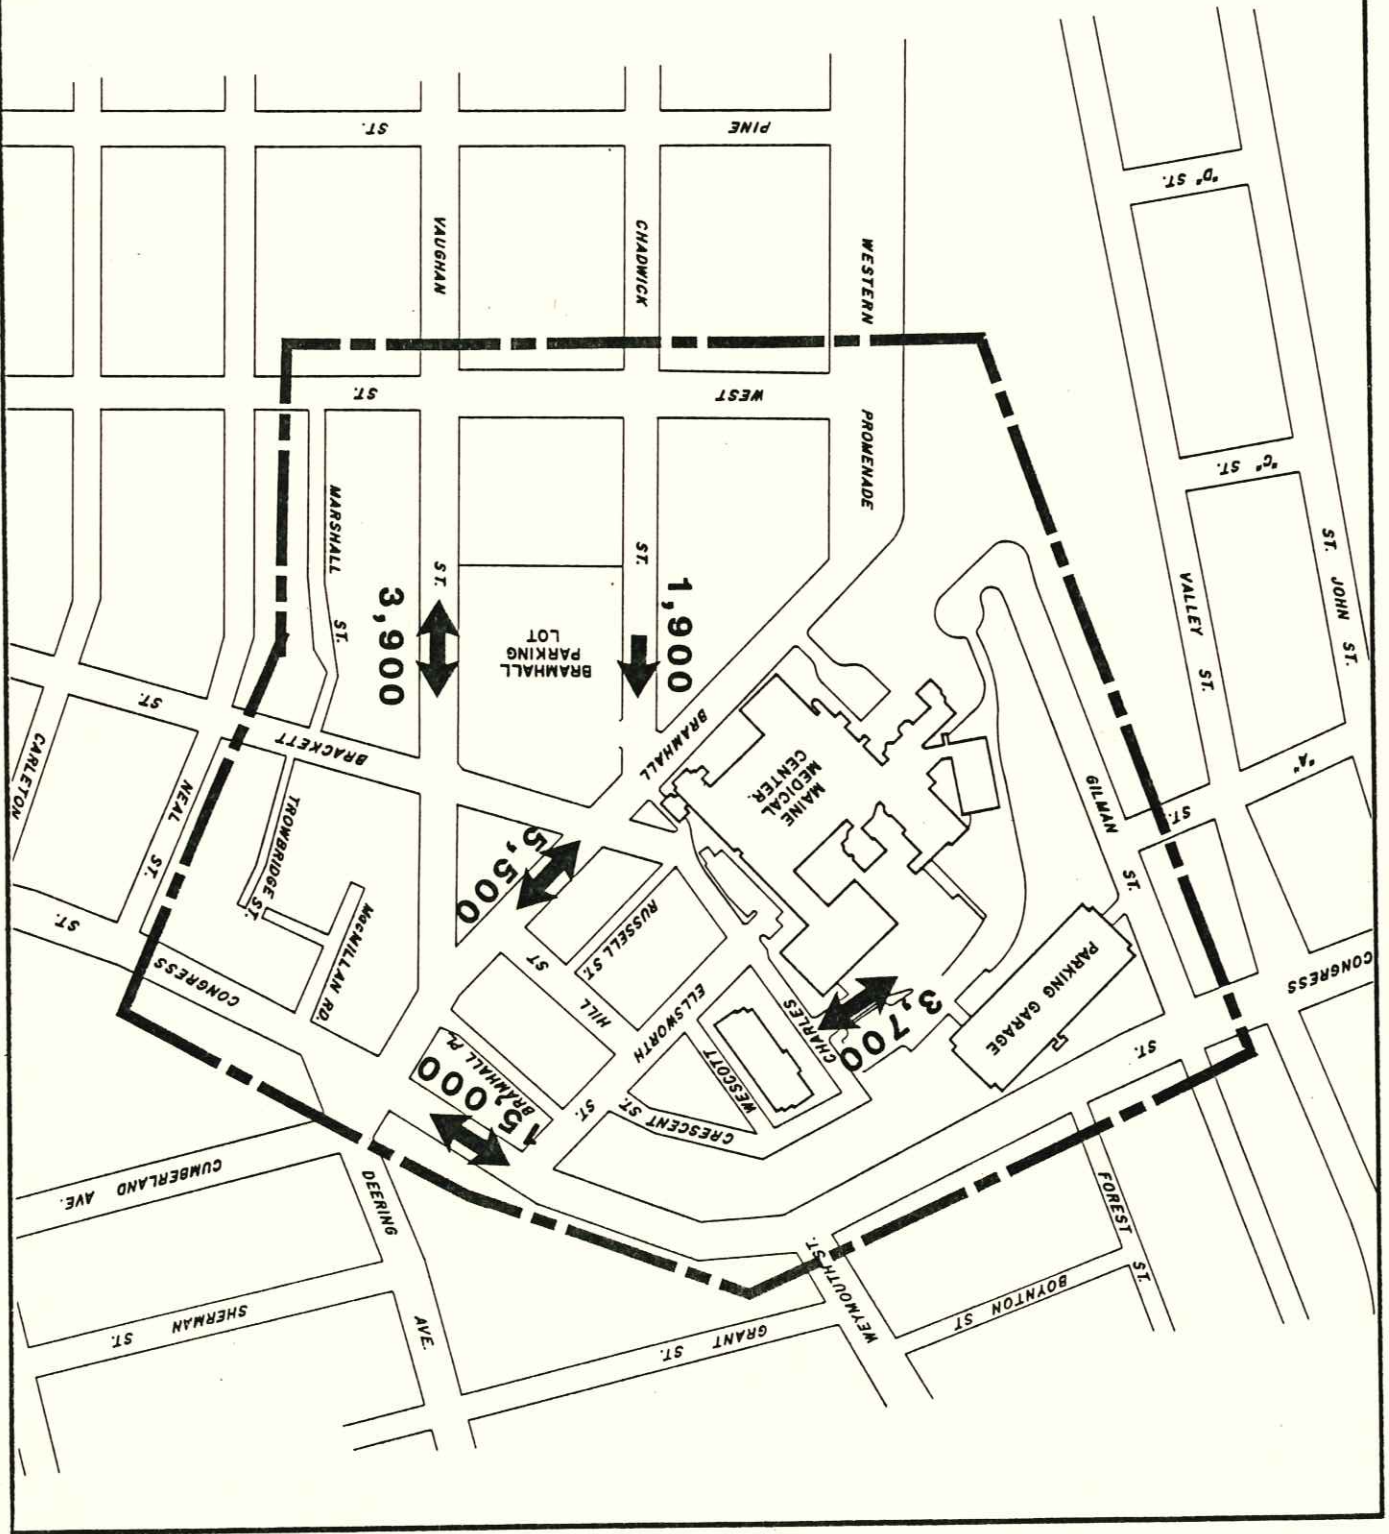 PINE ST.
"D" ST.
VAUGHAN ST.
CHADWICK ST.
WESTERN PROMENADE
WEST ST.
"C" ST.
ST. JOHN ST.
MARSHALL ST.
VALLEY ST.
3,900
1,900
BRAMHALL
PARKING
LOT
BRACKETT ST.
BRAMHALL
CARLETON
NEAL ST.
TROWBRIDGE ST.
MacMILLAN RD.
MAINE
MEDICAL
CENTER
GILMAN ST.
"A" ST.
5,500
RUSSELL ST.
HILL ST
ELLSWORTH ST.
CHARLES
WESCOTT
CRESCENT ST.
3,700
PARKING GARAGE
CONGRESS ST.
CONGRESS ST.
BRAMHALL PL.
15,000
CUMBERLAND AVE.
DEERING AVE.
SHERMAN ST.
GRANT ST.
WEYMOUTH ST.
BOYNTON ST
FOREST ST.